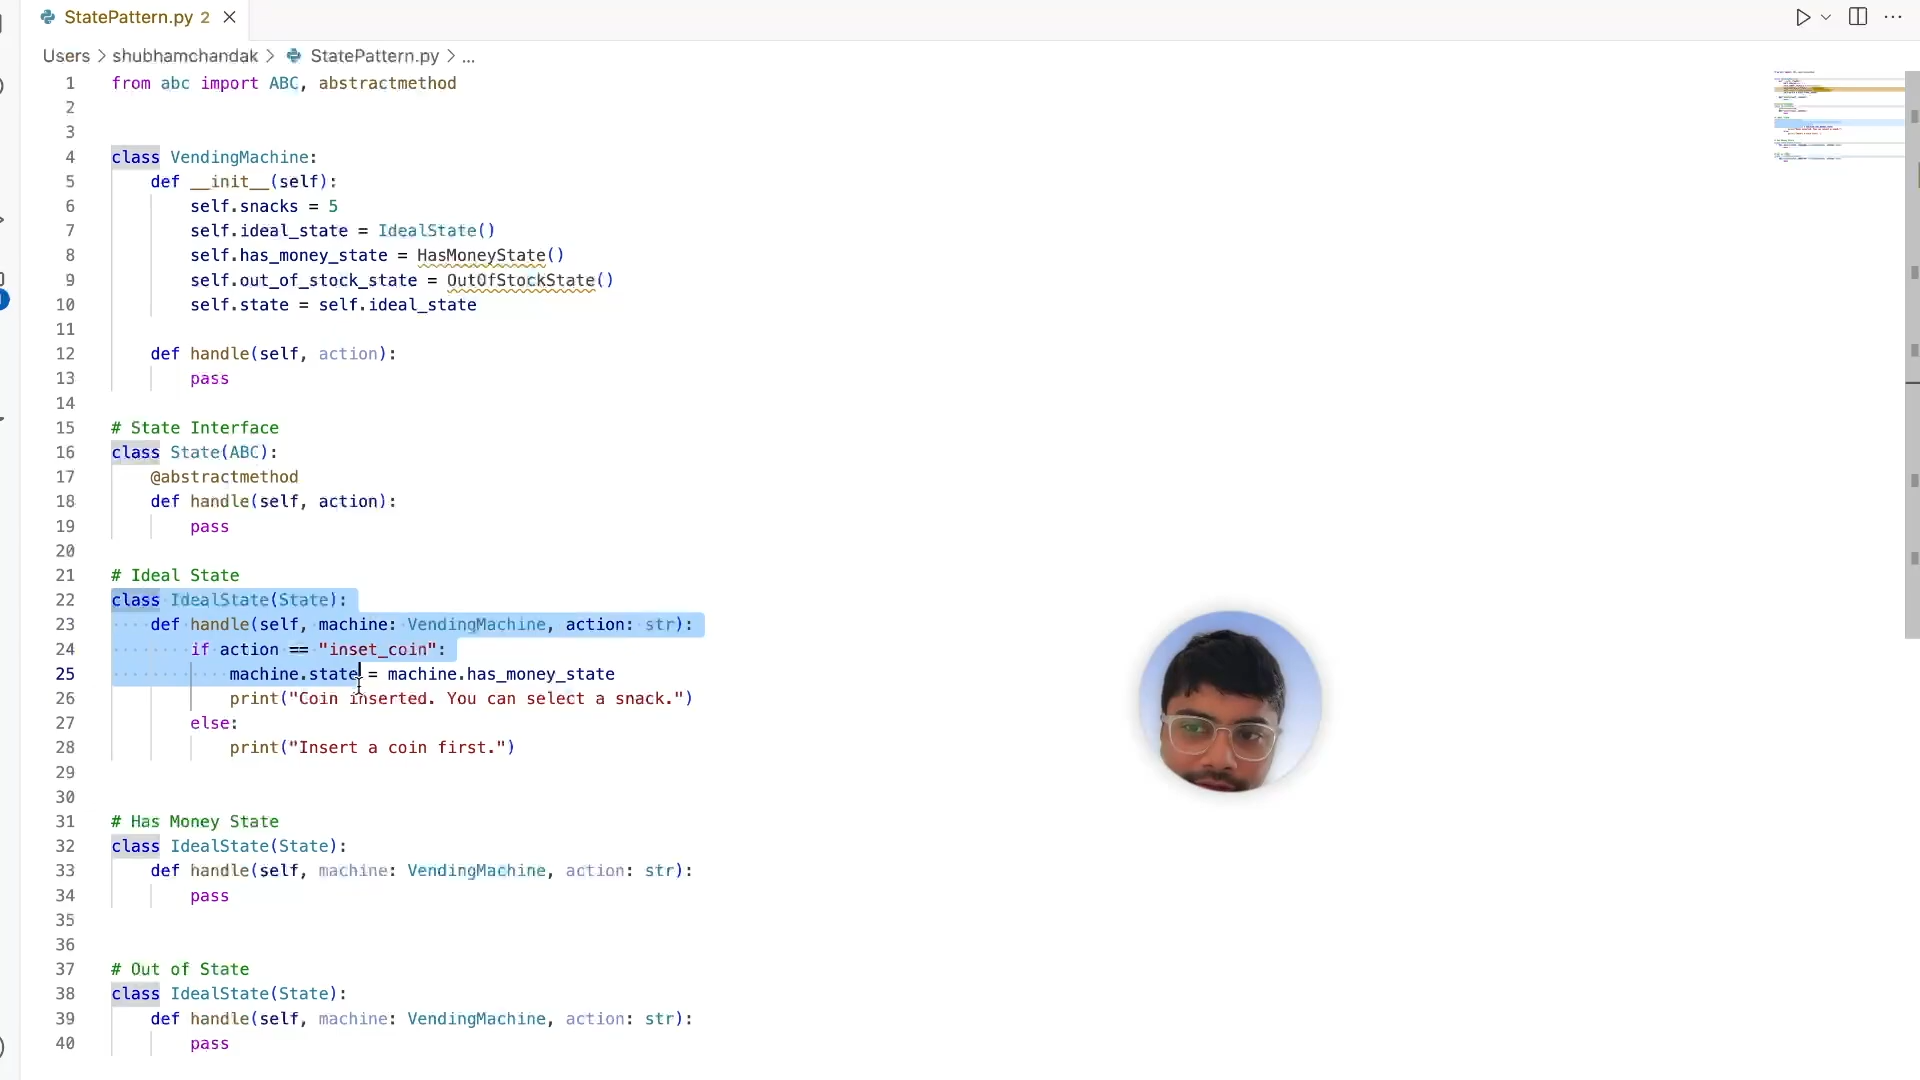 StatePattern.py 2
Users > shubhamchandak > StatePattern.py > ...
1 from abc import ABC, abstractmethod
2
3
4 class VendingMachine:
5 def __init__(self):
6 self.snacks = 5
7 self.ideal_state = IdealState()
8 self.has_money_state = HasMoneyState()
9 self.out_of_stock_state = OutOfStockState()
10 self.state = self.ideal_state
11
12 def handle(self, action):
13 pass
14
15 # State Interface
16 class State(ABC):
17 @abstractmethod
18 def handle(self, action):
19 pass
20
21 # Ideal State
22 class IdealState(State):
23 def handle(self, machine: VendingMachine, action: str):
24 if action == "inset_coin":
25 machine.state = machine.has_money_state
26 print("Coin inserted. You can select a snack.")
27 else:
28 print("Insert a coin first.")
29
30
31 # Has Money State
32 class IdealState(State):
33 def handle(self, machine: VendingMachine, action: str):
34 pass
35
36
37 # Out of State
38 class IdealState(State):
39 def handle(self, machine: VendingMachine, action: str):
40 pass